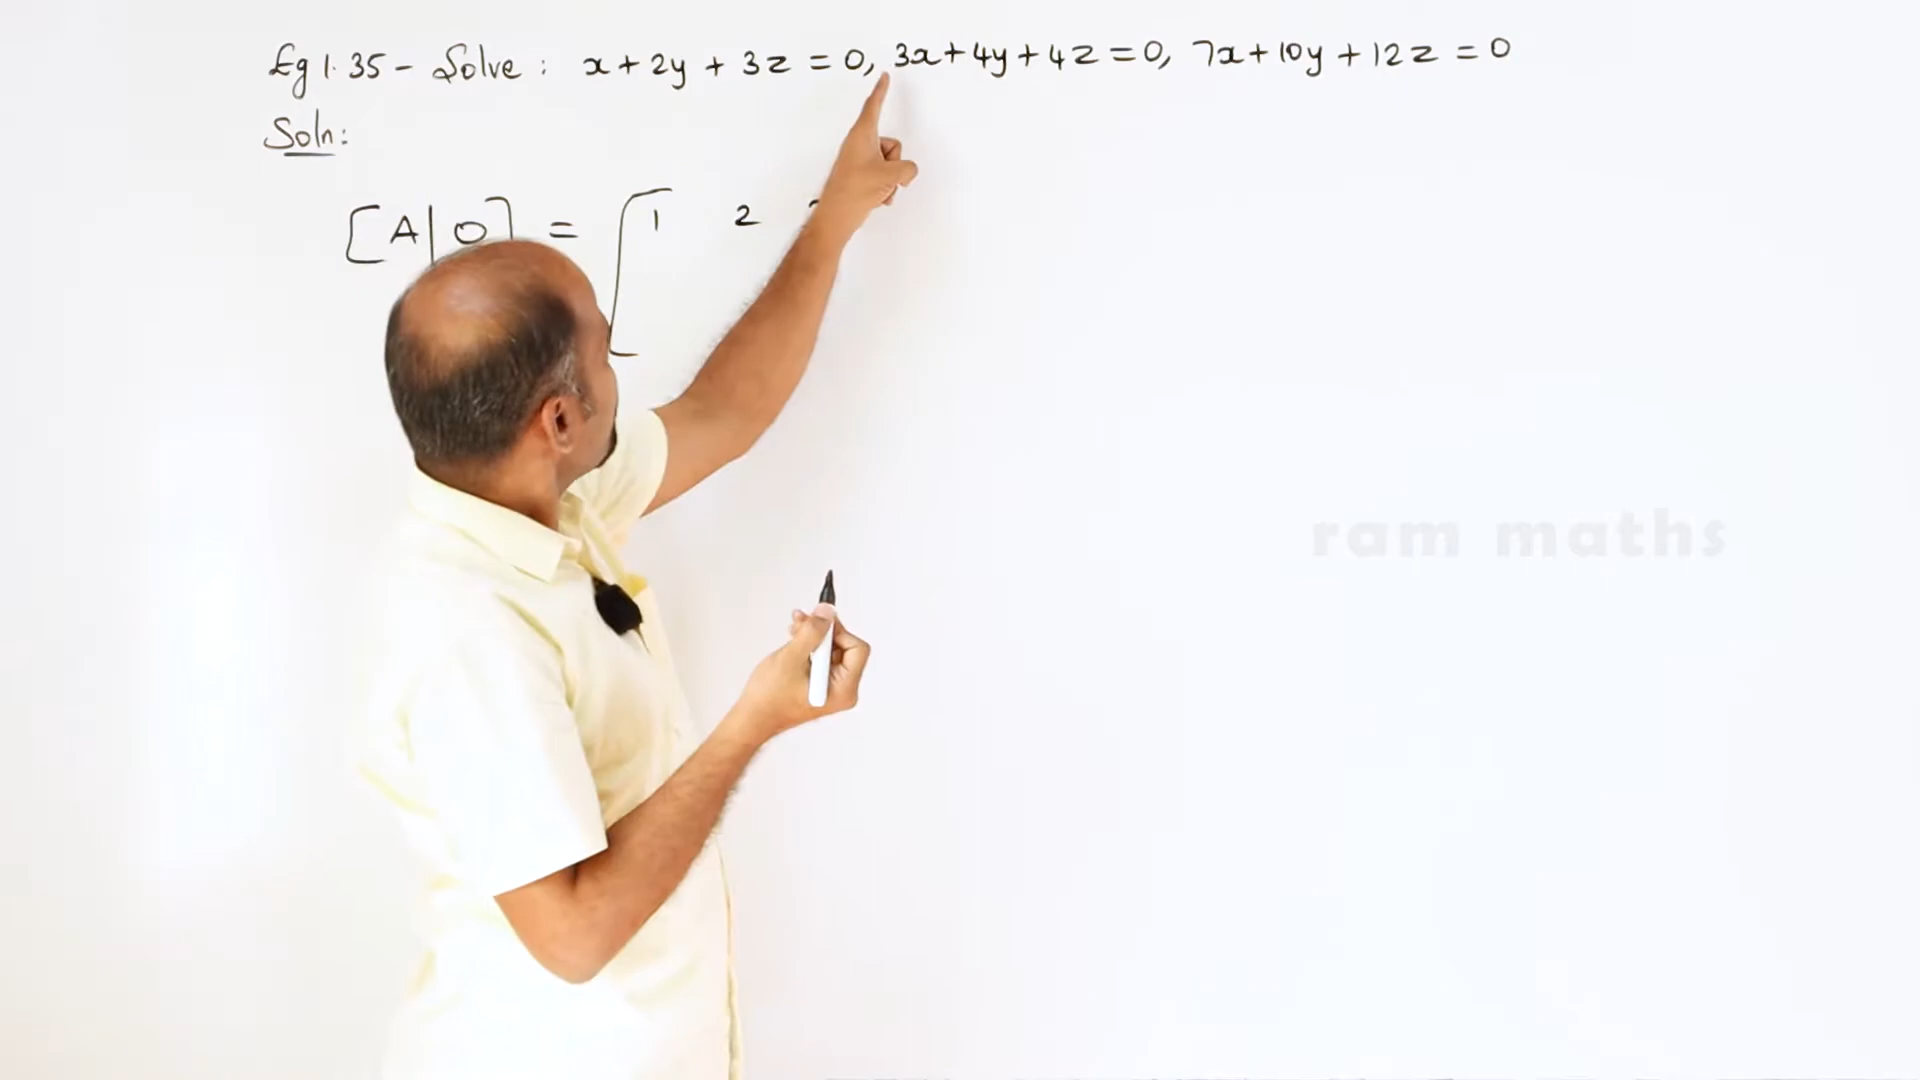 Eg 1.35 - Solve : x + 2y + 3z = 0, 3x + 4y + 4z = 0, 7x + 10y + 12z = 0
Soln:
[A|O] = [ 1 2
ram maths